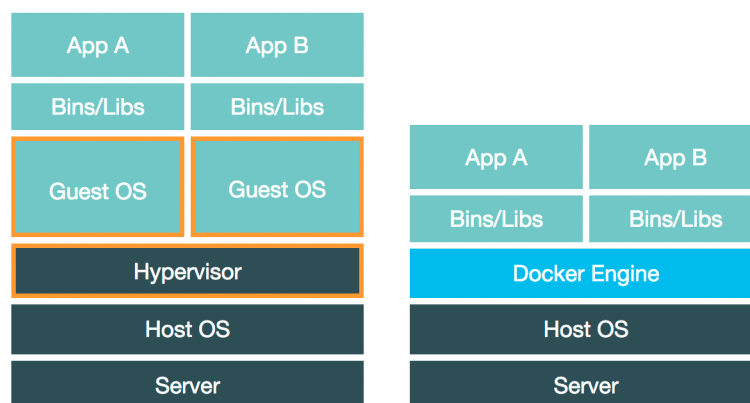 App A
App B
Bins/Libs
Bins/Libs
Guest OS
Guest OS
Hypervisor
Host OS
Server
App A
App B
Bins/Libs
Bins/Libs
Docker Engine
Host OS
Server